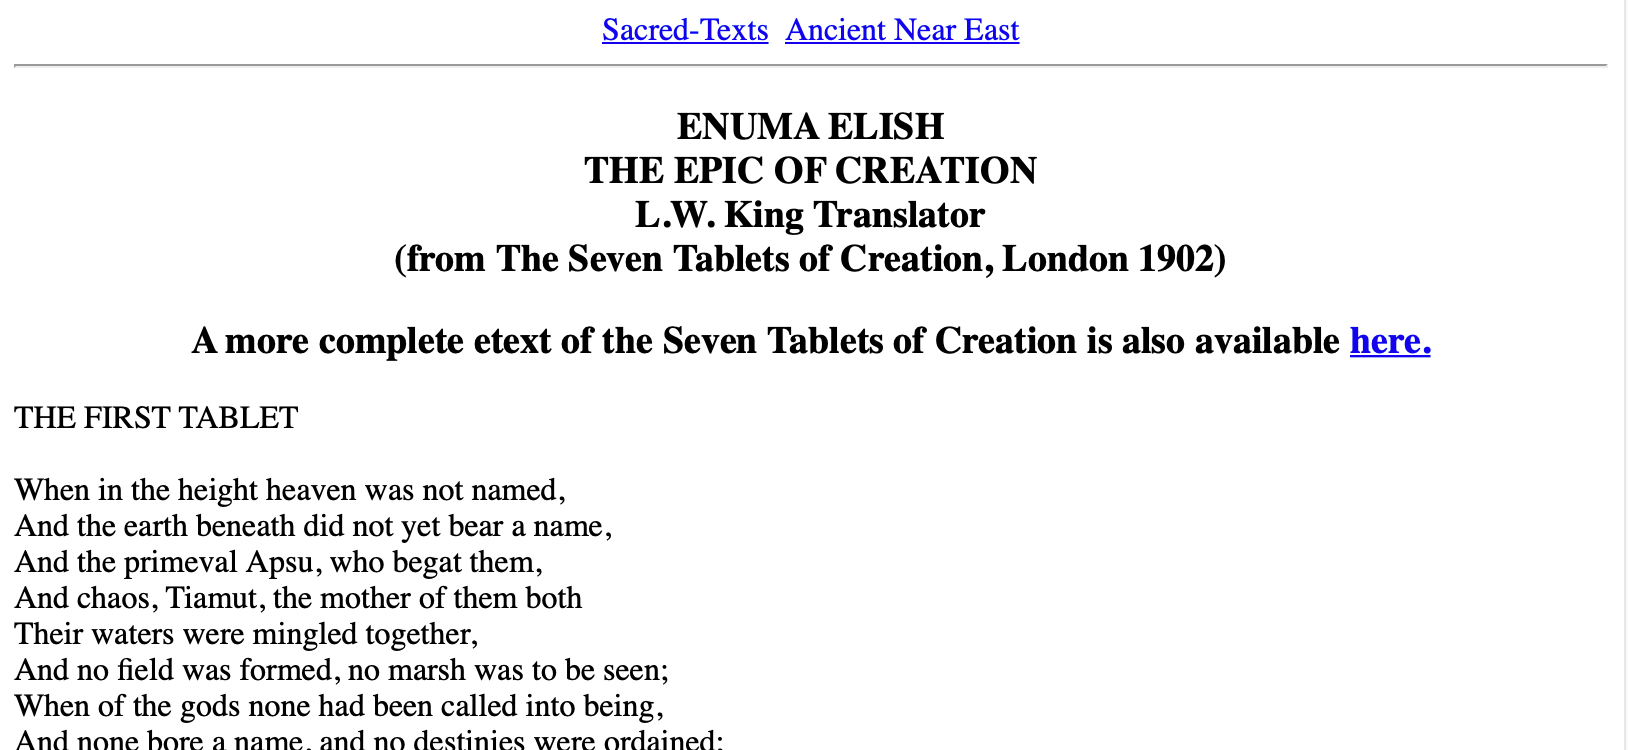 Sacred-Texts Ancient Near East
ENUMA ELISH
THE EPIC OF CREATION
L.W. King Translator
(from The Seven Tablets of Creation, London 1902)
A more complete etext of the Seven Tablets of Creation is also available here.
THE FIRST TABLET
When in the height heaven was not named,
And the earth beneath did not yet bear a name,
And the primeval Apsu, who begat them,
And chaos, Tiamut, the mother of them both
Their waters were mingled together,
And no field was formed, no marsh was to be seen;
When of the gods none had been called into being,
And none bore a name, and no destinies were ordained;